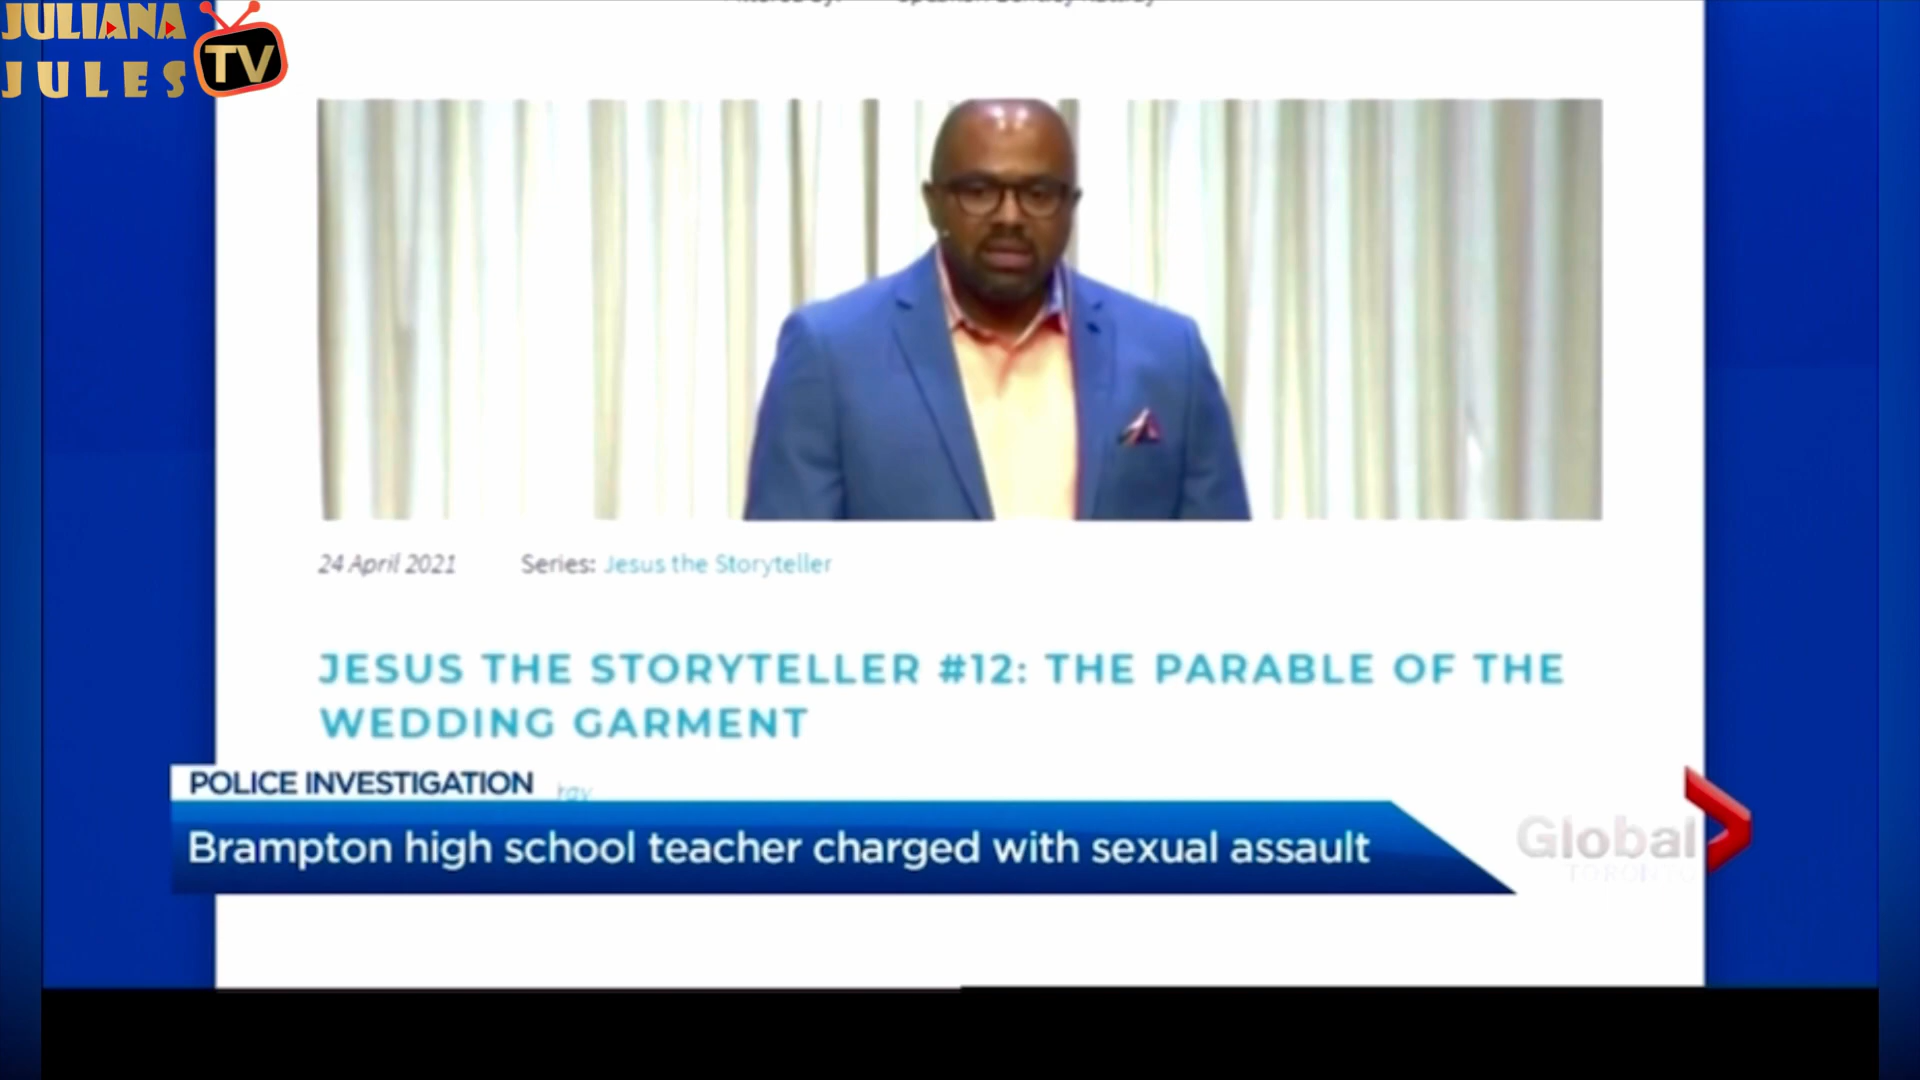 JULIANA
JULES
TV
24 April 2021 Series: Jesus the Storyteller
JESUS THE STORYTELLER #12: THE PARABLE OF THE
WEDDING GARMENT
POLICE INVESTIGATION
Brampton high school teacher charged with sexual assault
Global
TORONTO